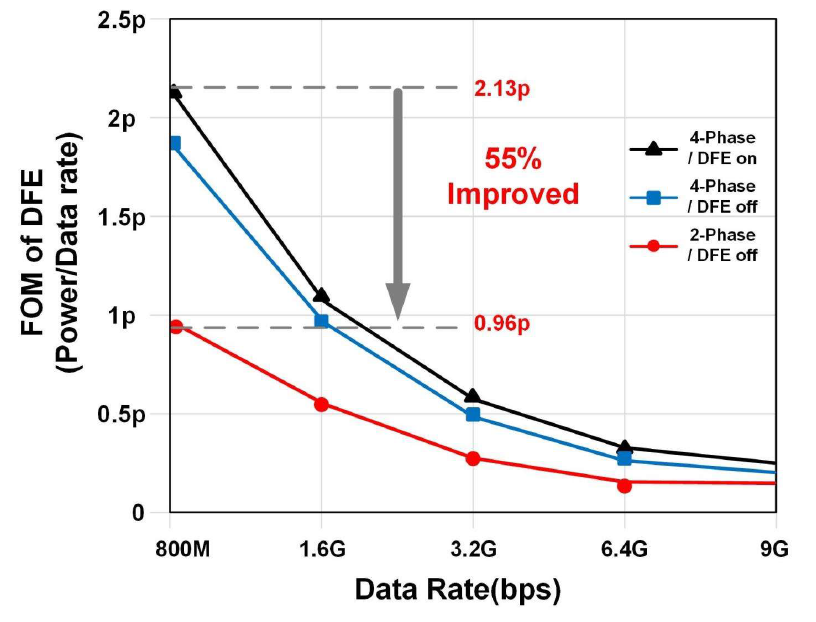 2.5p
2p
1.5p
1p
0.5p
0
FOM of DFE
(Power/Data rate)
2.13p
55%
Improved
0.96p
4-Phase
/ DFE on
4-Phase
/ DFE off
2-Phase
/ DFE off
800M 1.6G 3.2G 6.4G 9G
Data Rate(bps)